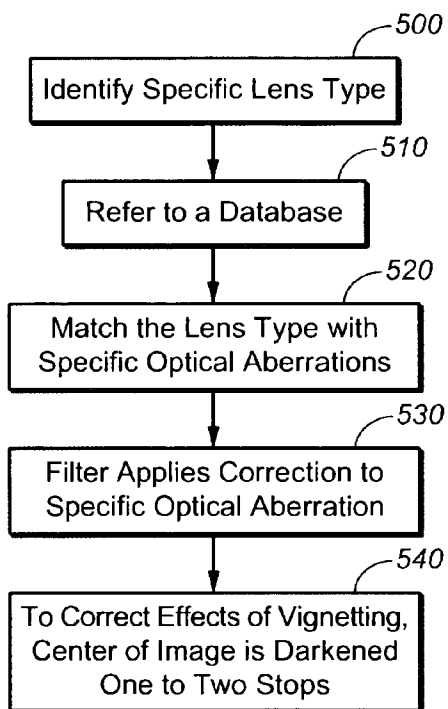 500
Identify Specific Lens Type
510
Refer to a Database
520
Match the Lens Type with
Specific Optical Aberrations
530
Filter Applies Correction to
Specific Optical Aberration
540
To Correct Effects of Vignetting,
Center of Image is Darkened
One to Two Stops